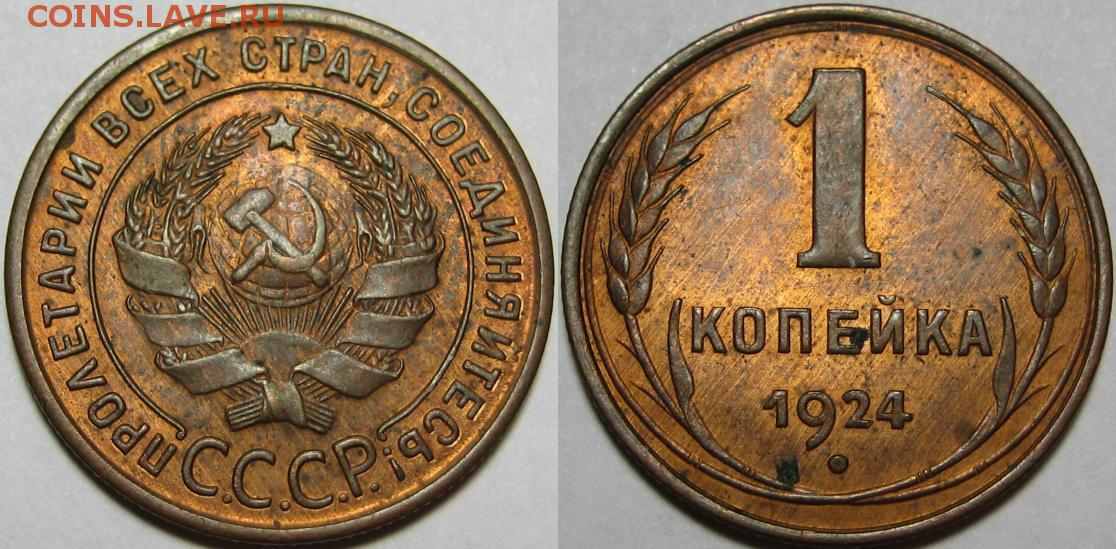 COINS.LAVE.RU
ПРОЛЕТАРИИ ВСЕХ СТРАН, СОЕДИНЯЙТЕСЬ!
С.С.С.Р.
1
КОПЕЙКА
1924